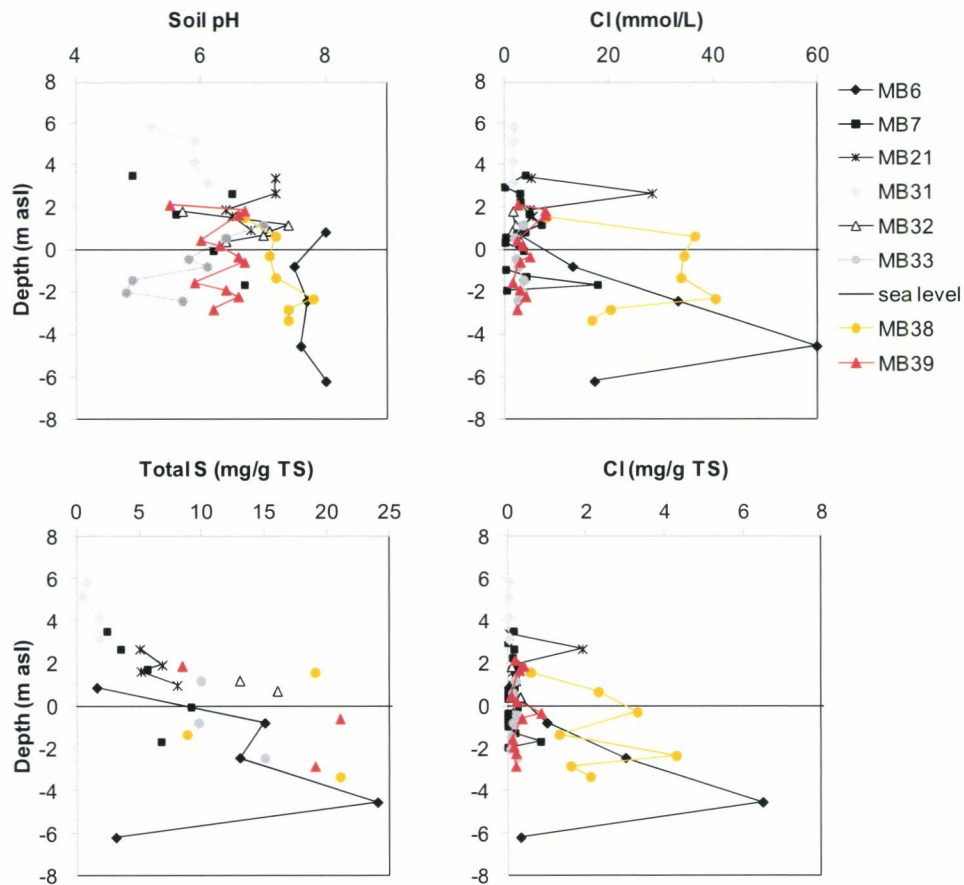 Soil pH
4 6 8
8
6
4
2
0
-2
-4
-6
-8
Depth (m asl)
Cl (mmol/L)
0 20 40 60
8
6
4
2
0
-2
-4
-6
-8
MB6
MB7
MB21
MB31
MB32
MB33
sea level
MB38
MB39
Total S (mg/g TS)
0 5 10 15 20 25
8
6
4
2
0
-2
-4
-6
-8
Depth (m asl)
Cl (mg/g TS)
0 2 4 6 8
8
6
4
2
0
-2
-4
-6
-8